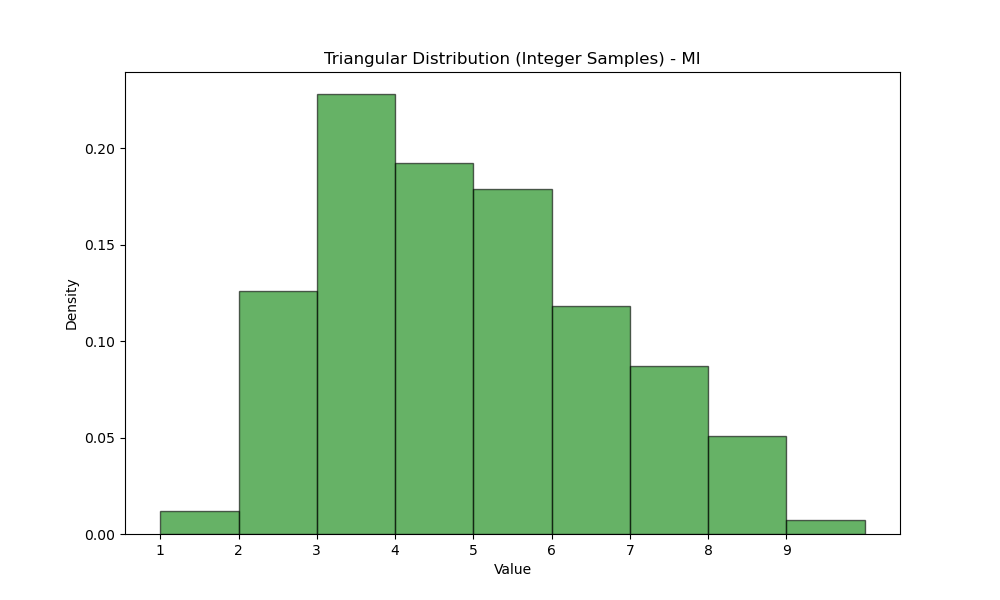 Triangular Distribution (Integer Samples) - MI
0.20
0.15
0.10
0.05
0.00
Density
1 2 3 4 5 6 7 8 9
Value